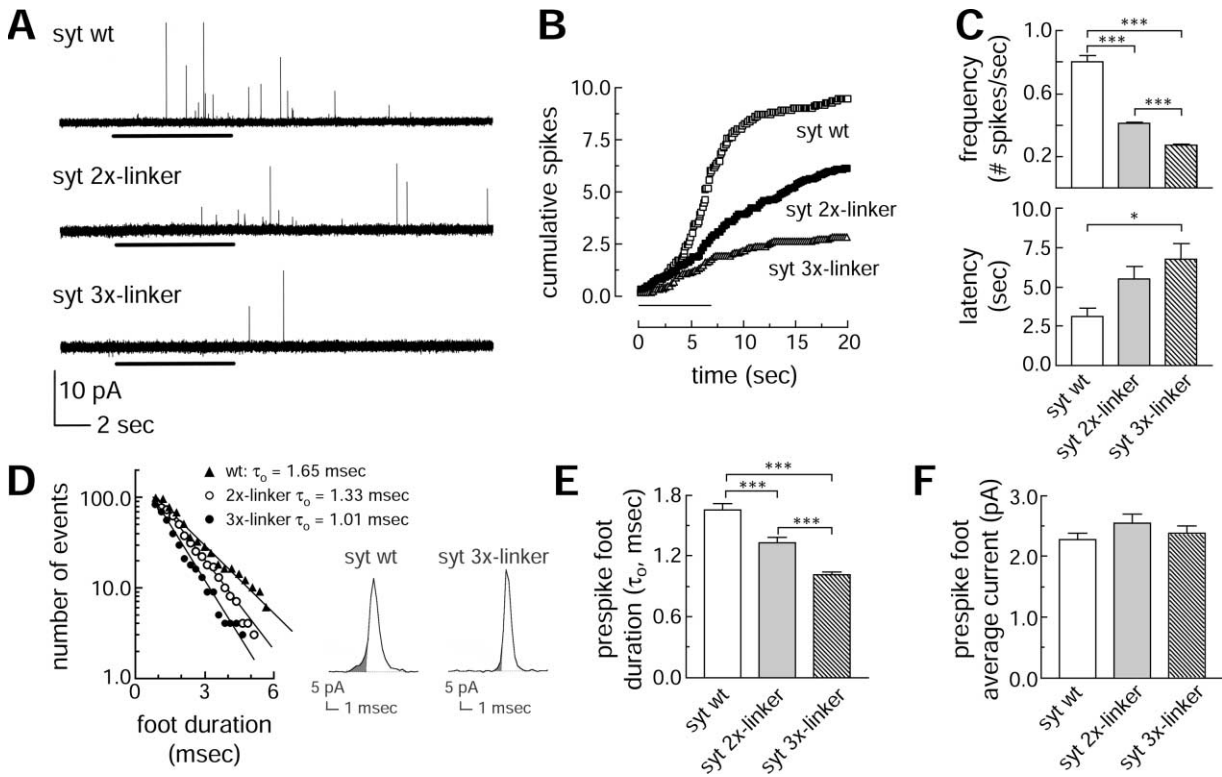 A
syt wt
syt 2x-linker
syt 3x-linker
10 pA
2 sec
B
cumulative spikes
10.0
7.5
5.0
2.5
0.0
syt wt
syt 2x-linker
syt 3x-linker
0
5
10
15
20
time (sec)
C
frequency
(# spikes/sec)
1.0
0.6
0.2
***
***
***
latency
(sec)
10.0
7.5
5.0
2.5
0.0
*
syt wt
syt 2x-linker
syt 3x-linker
D
▲ wt: τo = 1.65 msec
○ 2x-linker τo = 1.33 msec
● 3x-linker τo = 1.01 msec
number of events
100.0
10.0
1.0
0
3
6
foot duration
(msec)
syt wt
5 pA
1 msec
syt 3x-linker
5 pA
1 msec
E
prespike foot
duration (τo, msec)
1.8
1.2
0.6
0.0
***
***
***
syt wt
syt 2x-linker
syt 3x-linker
F
prespike foot
average current (pA)
3.0
2.0
1.0
0.0
syt wt
syt 2x-linker
syt 3x-linker